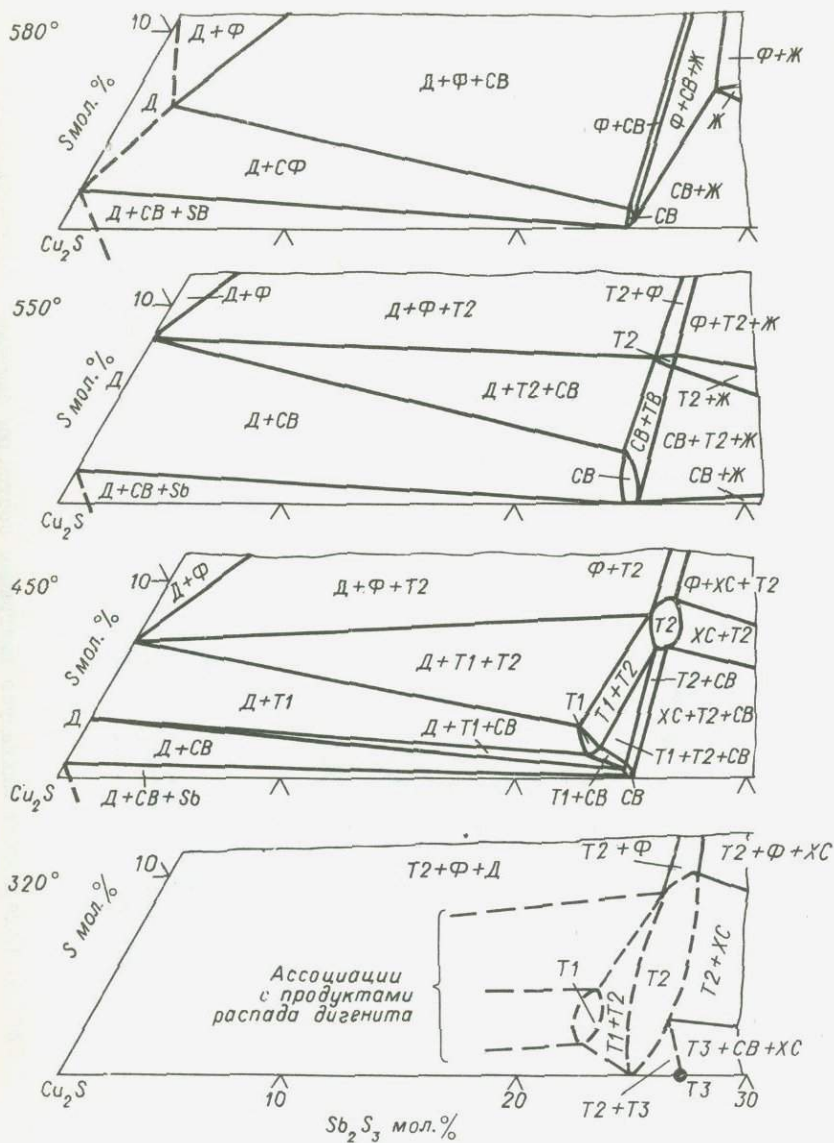 580°
10
Д+Ф
Д+Ф+СВ
Ф+СВ
Ф+СВ+Ж
Ф+Ж
Ж
Д
S мол. %
Д+СФ
СВ+Ж
Д+СВ+SB
СВ
Cu₂S
550°
10
Д+Ф
Д+Ф+Т2
Т2+Ф
Ф+Т2+Ж
Т2
Д
S мол. %
Д+Т2+СВ
СВ+ТВ
Т2+Ж
Д+СВ
СВ+Т2+Ж
СВ
СВ+Ж
Д+СВ+Sb
Cu₂S
450°
10
Д+Ф
Д+Ф+Т2
Ф+Т2
Ф+ХС+Т2
Т2
ХС+Т2
S мол. %
Д+Т1+Т2
Т1+Т2
Т2+СВ
Д+Т1
Т1
ХС+Т2+СВ
Д
Д+Т1+СВ
Д+СВ
Т1+Т2+СВ
Cu₂S
Д+СВ+Sb
Т1+СВ
СВ
320°
10
Т2+Ф+Д
Т2+Ф
Т2+Ф+ХС
S мол. %
Ассоциации
с продуктами
распада дигенита
Т1
Т1+Т2
Т2
Т2+ХС
Т3+СВ+ХС
Т3
Т2+Т3
Cu₂S
10
20
30
Sb₂S₃ мол. %